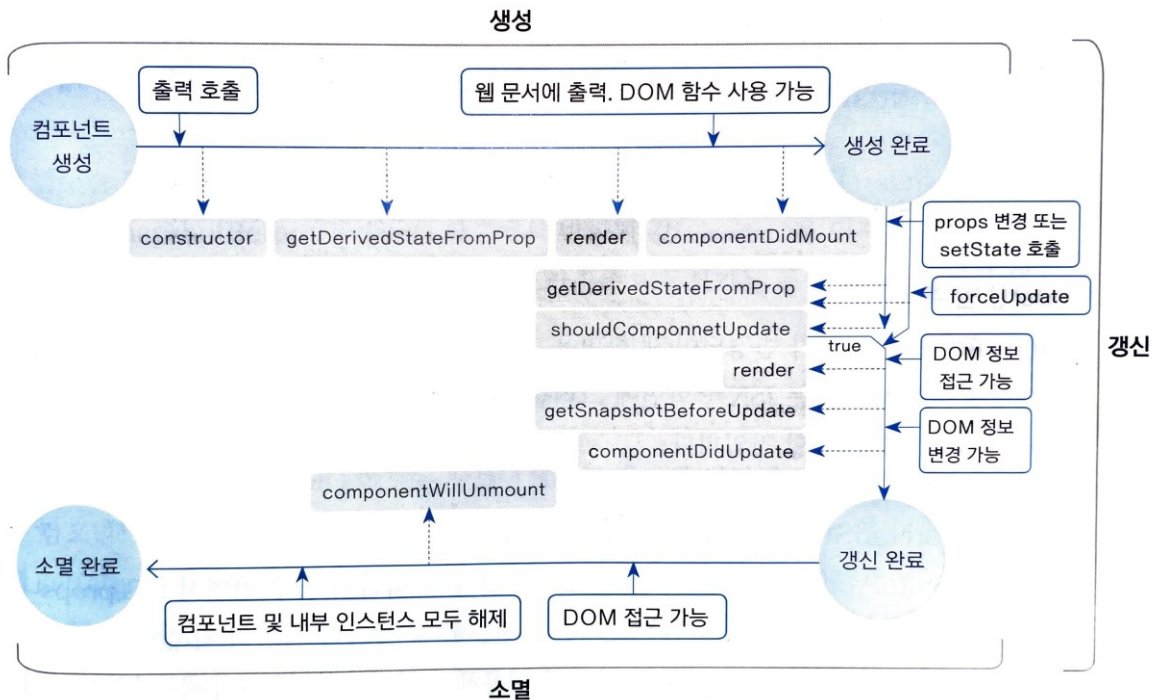 생성
출력 호출
웹 문서에 출력. DOM 함수 사용 가능
컴포넌트
생성
생성 완료
constructor
getDerivedStateFromProp
render
componentDidMount
props 변경 또는
setState 호출
getDerivedStateFromProp
forceUpdate
shouldComponnetUpdate
true
갱신
DOM 정보
접근 가능
render
getSnapshotBeforeUpdate
DOM 정보
변경 가능
componentDidUpdate
componentWillUnmount
소멸 완료
갱신 완료
컴포넌트 및 내부 인스턴스 모두 해제
DOM 접근 가능
소멸